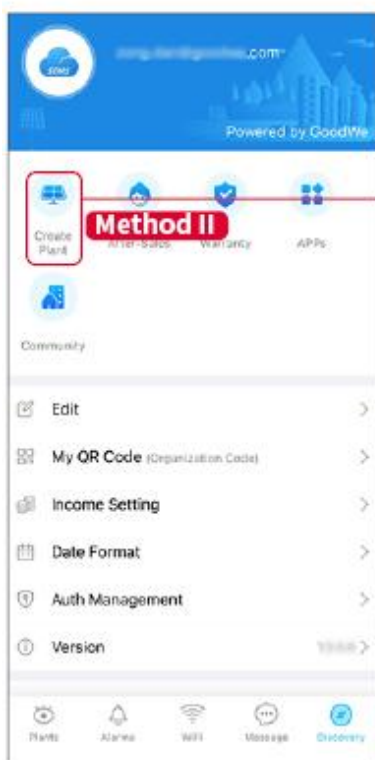 SEMS
.com
Powered by GoodWe
Create Plant
Method II
After-Sales
Warranty
APPs
Community
Edit
My QR Code (Organization Code)
Income Setting
Date Format
Auth Management
Version
Plants
Alarms
WiFi
Message
Discovery